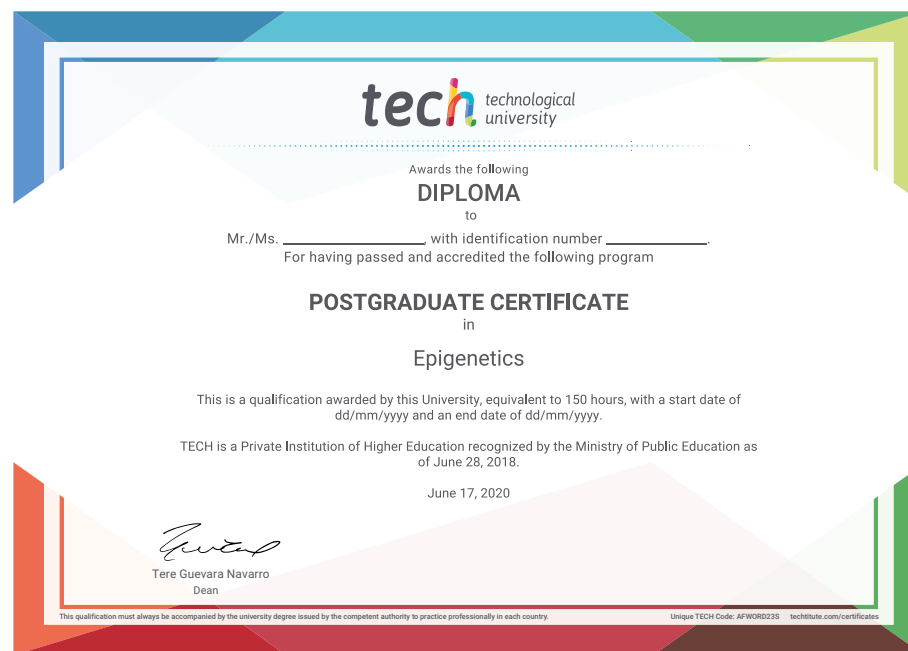 tech technological
university
Awards the following
DIPLOMA
to
Mr./Ms. ______________, with identification number __________.
For having passed and accredited the following program
POSTGRADUATE CERTIFICATE
in
Epigenetics
This is a qualification awarded by this University, equivalent to 150 hours, with a start date of
dd/mm/yyyy and an end date of dd/mm/yyyy.
TECH is a Private Institution of Higher Education recognized by the Ministry of Public Education as
of June 28, 2018.
June 17, 2020
Tere Guevara Navarro
Dean
This qualification must always be accompanied by the university degree issued by the competent authority to practice professionally in each country.
Unique TECH Code: AFWORD23S techtitute.com/certificates